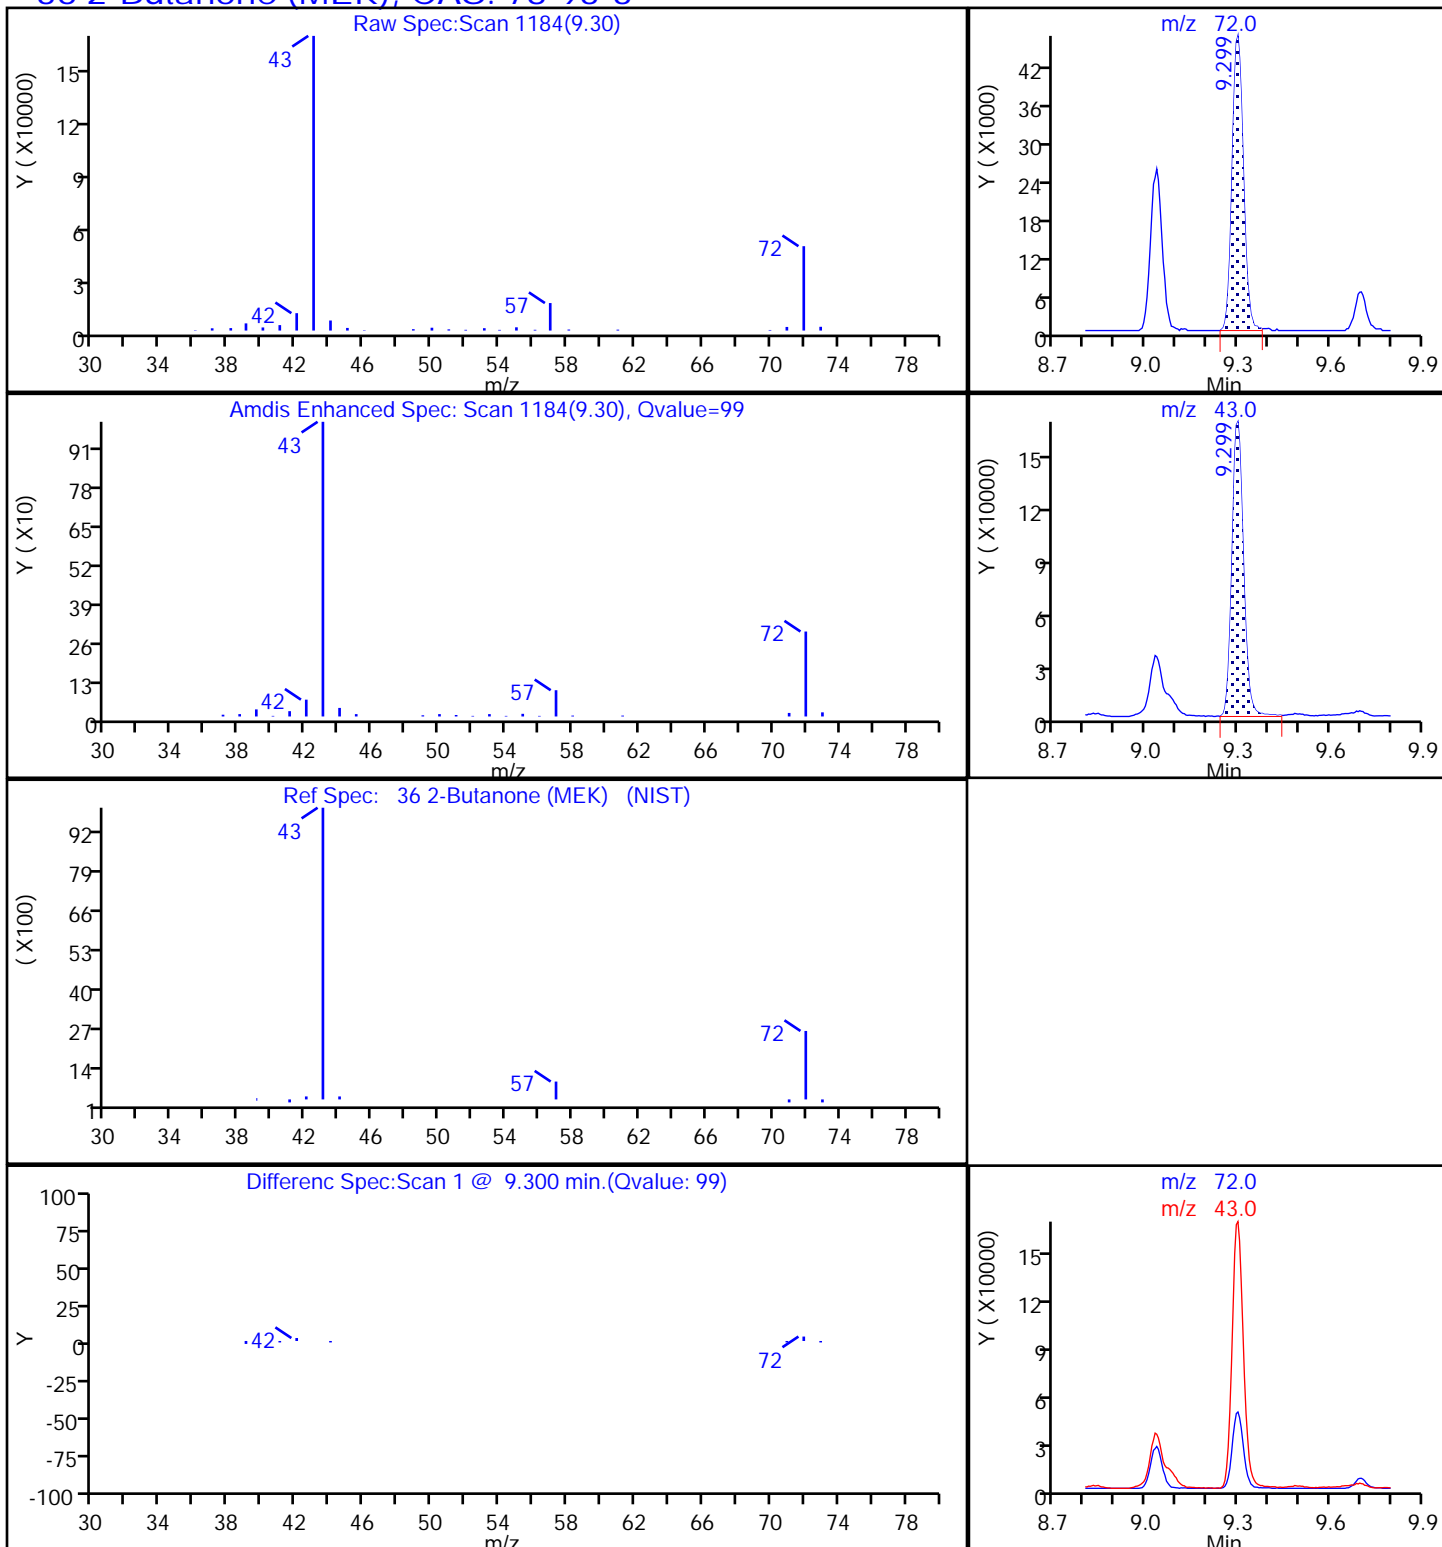 36 2-Butanone (MEK), CAS: 78-93-3
Raw Spec:Scan 1184(9.30)
Y ( X10000)
15
12
9
6
3
0
43
42
57
72
30 34 38 42 46 50 54 58 62 66 70 74 78
m/z
m/z 72.0
Y ( X1000)
42
36
30
24
18
12
6
0
9.299
8.7 9.0 9.3 9.6 9.9
Min
Amdis Enhanced Spec: Scan 1184(9.30), Qvalue=99
Y ( X10)
91
78
65
52
39
26
13
0
43
42
57
72
30 34 38 42 46 50 54 58 62 66 70 74 78
m/z
m/z 43.0
Y ( X10000)
15
12
9
6
3
0
9.299
8.7 9.0 9.3 9.6 9.9
Min
Ref Spec: 36 2-Butanone (MEK) (NIST)
( X100)
92
79
66
53
40
27
14
1
43
57
72
30 34 38 42 46 50 54 58 62 66 70 74 78
Differenc Spec:Scan 1 @ 9.300 min.(Qvalue: 99)
Y
100
75
50
25
0
-25
-50
-75
-100
42
72
30 34 38 42 46 50 54 58 62 66 70 74 78
m/z
m/z 72.0
m/z 43.0
Y ( X10000)
15
12
9
6
3
0
8.7 9.0 9.3 9.6 9.9
Min